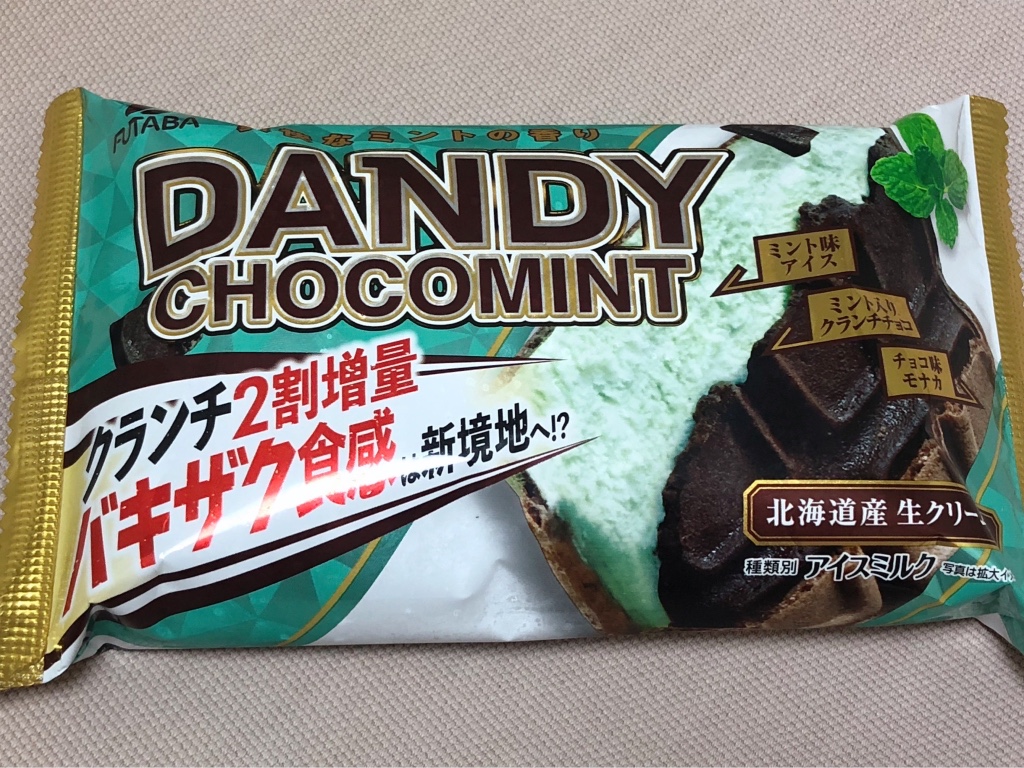 FUTABA
なミントの香り
DANDY
CHOCOMINT
ミント味
アイス
ミント入り
クランチチョコ
チョコ味
モナカ
クランチ2割増量
バキザク食感は新境地へ!?
北海道産 生クリー
種類別 アイスミルク 写真は拡大イ